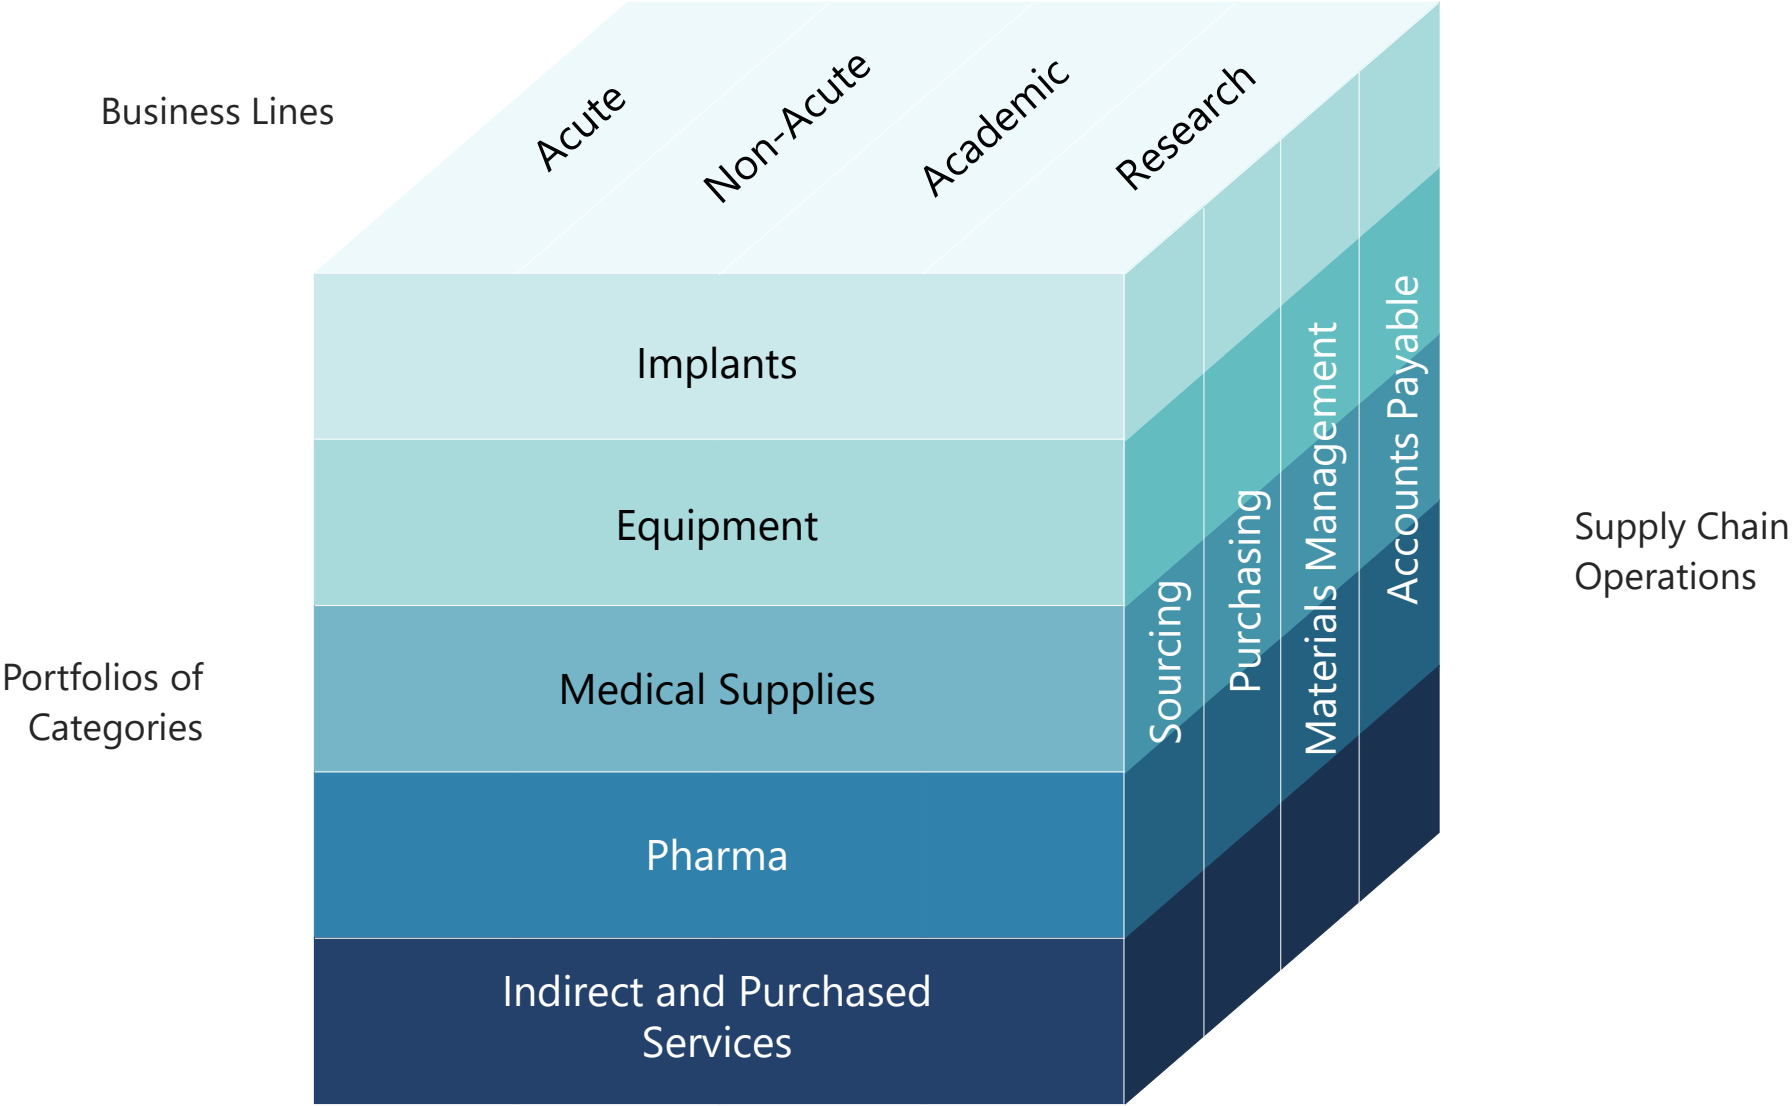 Business Lines
Acute
Non-Acute
Academic
Research
Implants
Equipment
Medical Supplies
Pharma
Indirect and Purchased
Services
Portfolios of
Categories
Sourcing
Purchasing
Materials Management
Accounts Payable
Supply Chain
Operations